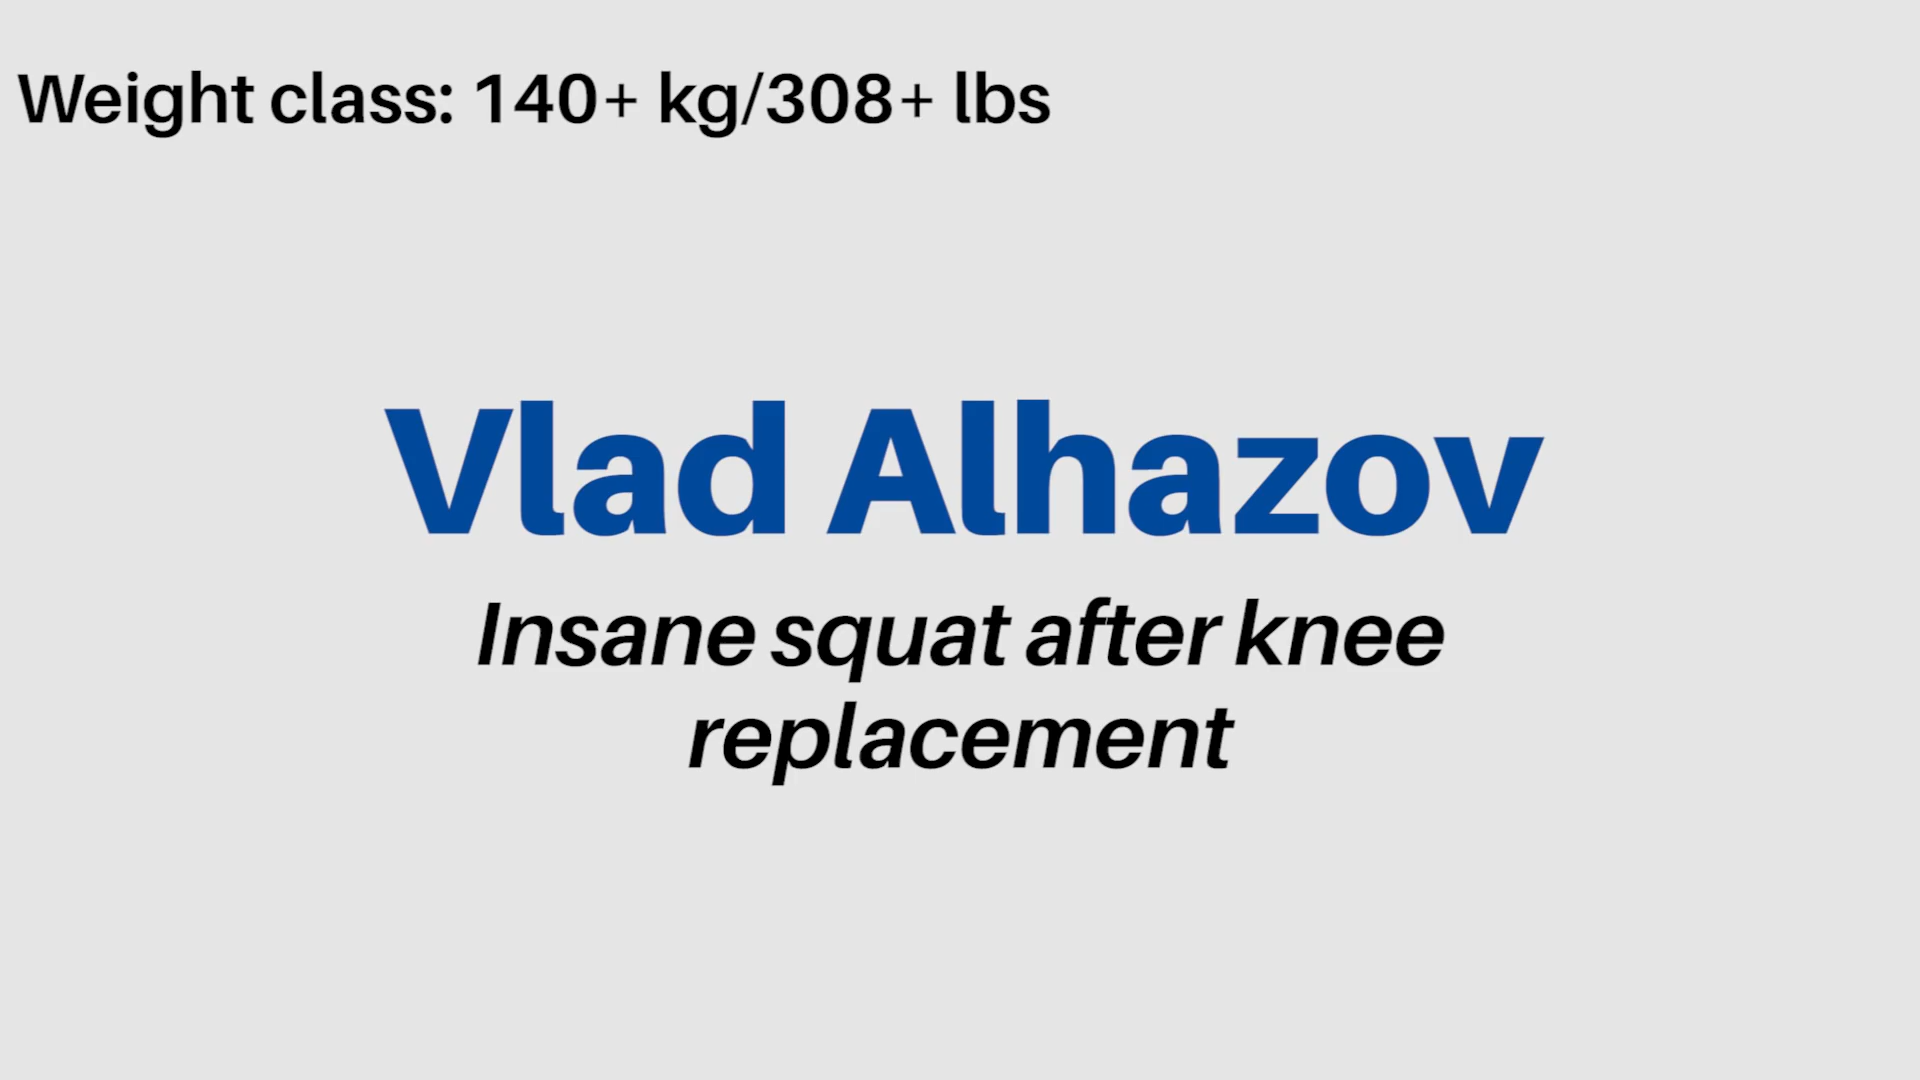 Weight class: 140+ kg/308+ lbs
Vlad Alhazov
Insane squat after knee
replacement